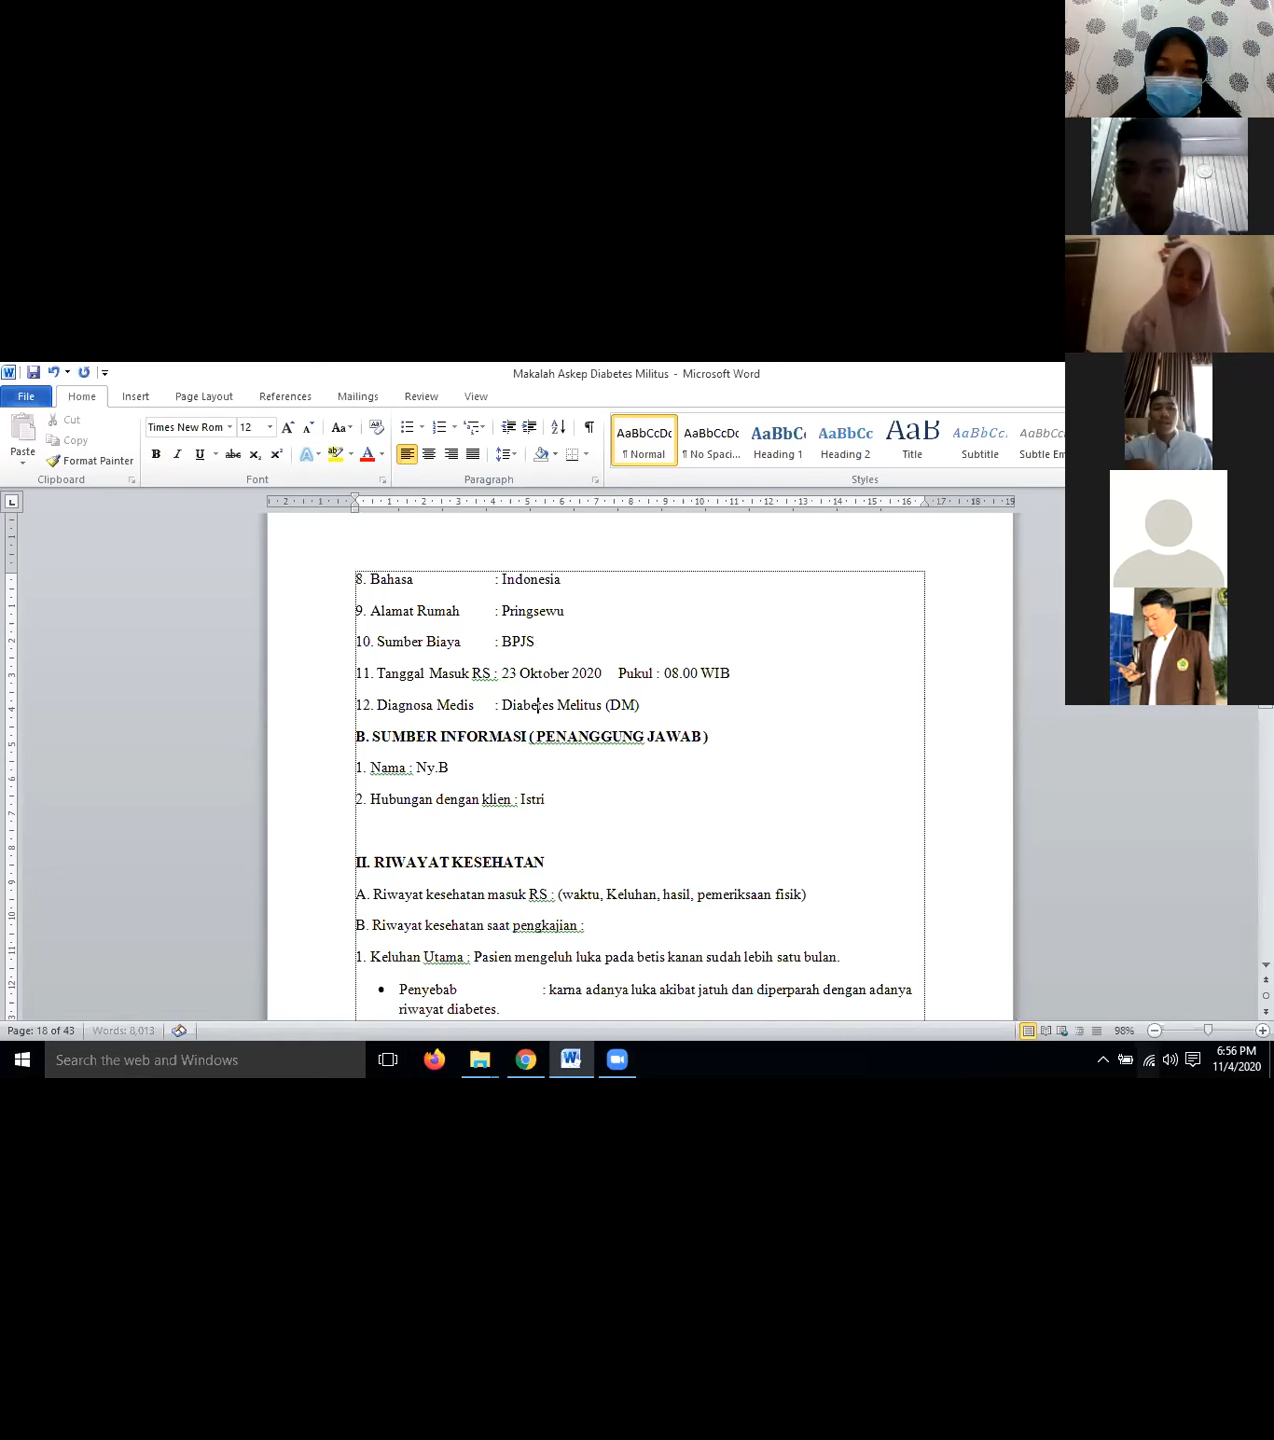 Makalah Askep Diabetes Militus - Microsoft Word
File Home Insert Page Layout References Mailings Review View
Cut
Copy
Paste
Format Painter
Clipboard
Times New Rom 12
Font
Paragraph
AaBbCcDc AaBbCcDc AaBbC AaBbCc AaB AaBbCc. AaBbCcD
¶ Normal ¶ No Spaci... Heading 1 Heading 2 Title Subtitle Subtle Em
Styles
8. Bahasa : Indonesia
9. Alamat Rumah : Pringsewu
10. Sumber Biaya : BPJS
11. Tanggal Masuk RS : 23 Oktober 2020 Pukul : 08.00 WIB
12. Diagnosa Medis : Diabetes Melitus (DM)
B. SUMBER INFORMASI ( PENANGGUNG JAWAB )
1. Nama : Ny.B
2. Hubungan dengan klien : Istri
II. RIWAYAT KESEHATAN
A. Riwayat kesehatan masuk RS : (waktu, Keluhan, hasil, pemeriksaan fisik)
B. Riwayat kesehatan saat pengkajian :
1. Keluhan Utama : Pasien mengeluh luka pada betis kanan sudah lebih satu bulan.
• Penyebab : karna adanya luka akibat jatuh dan diperparah dengan adanya
riwayat diabetes.
Page: 18 of 43 Words: 8,013 98%
Search the web and Windows
6:56 PM
11/4/2020